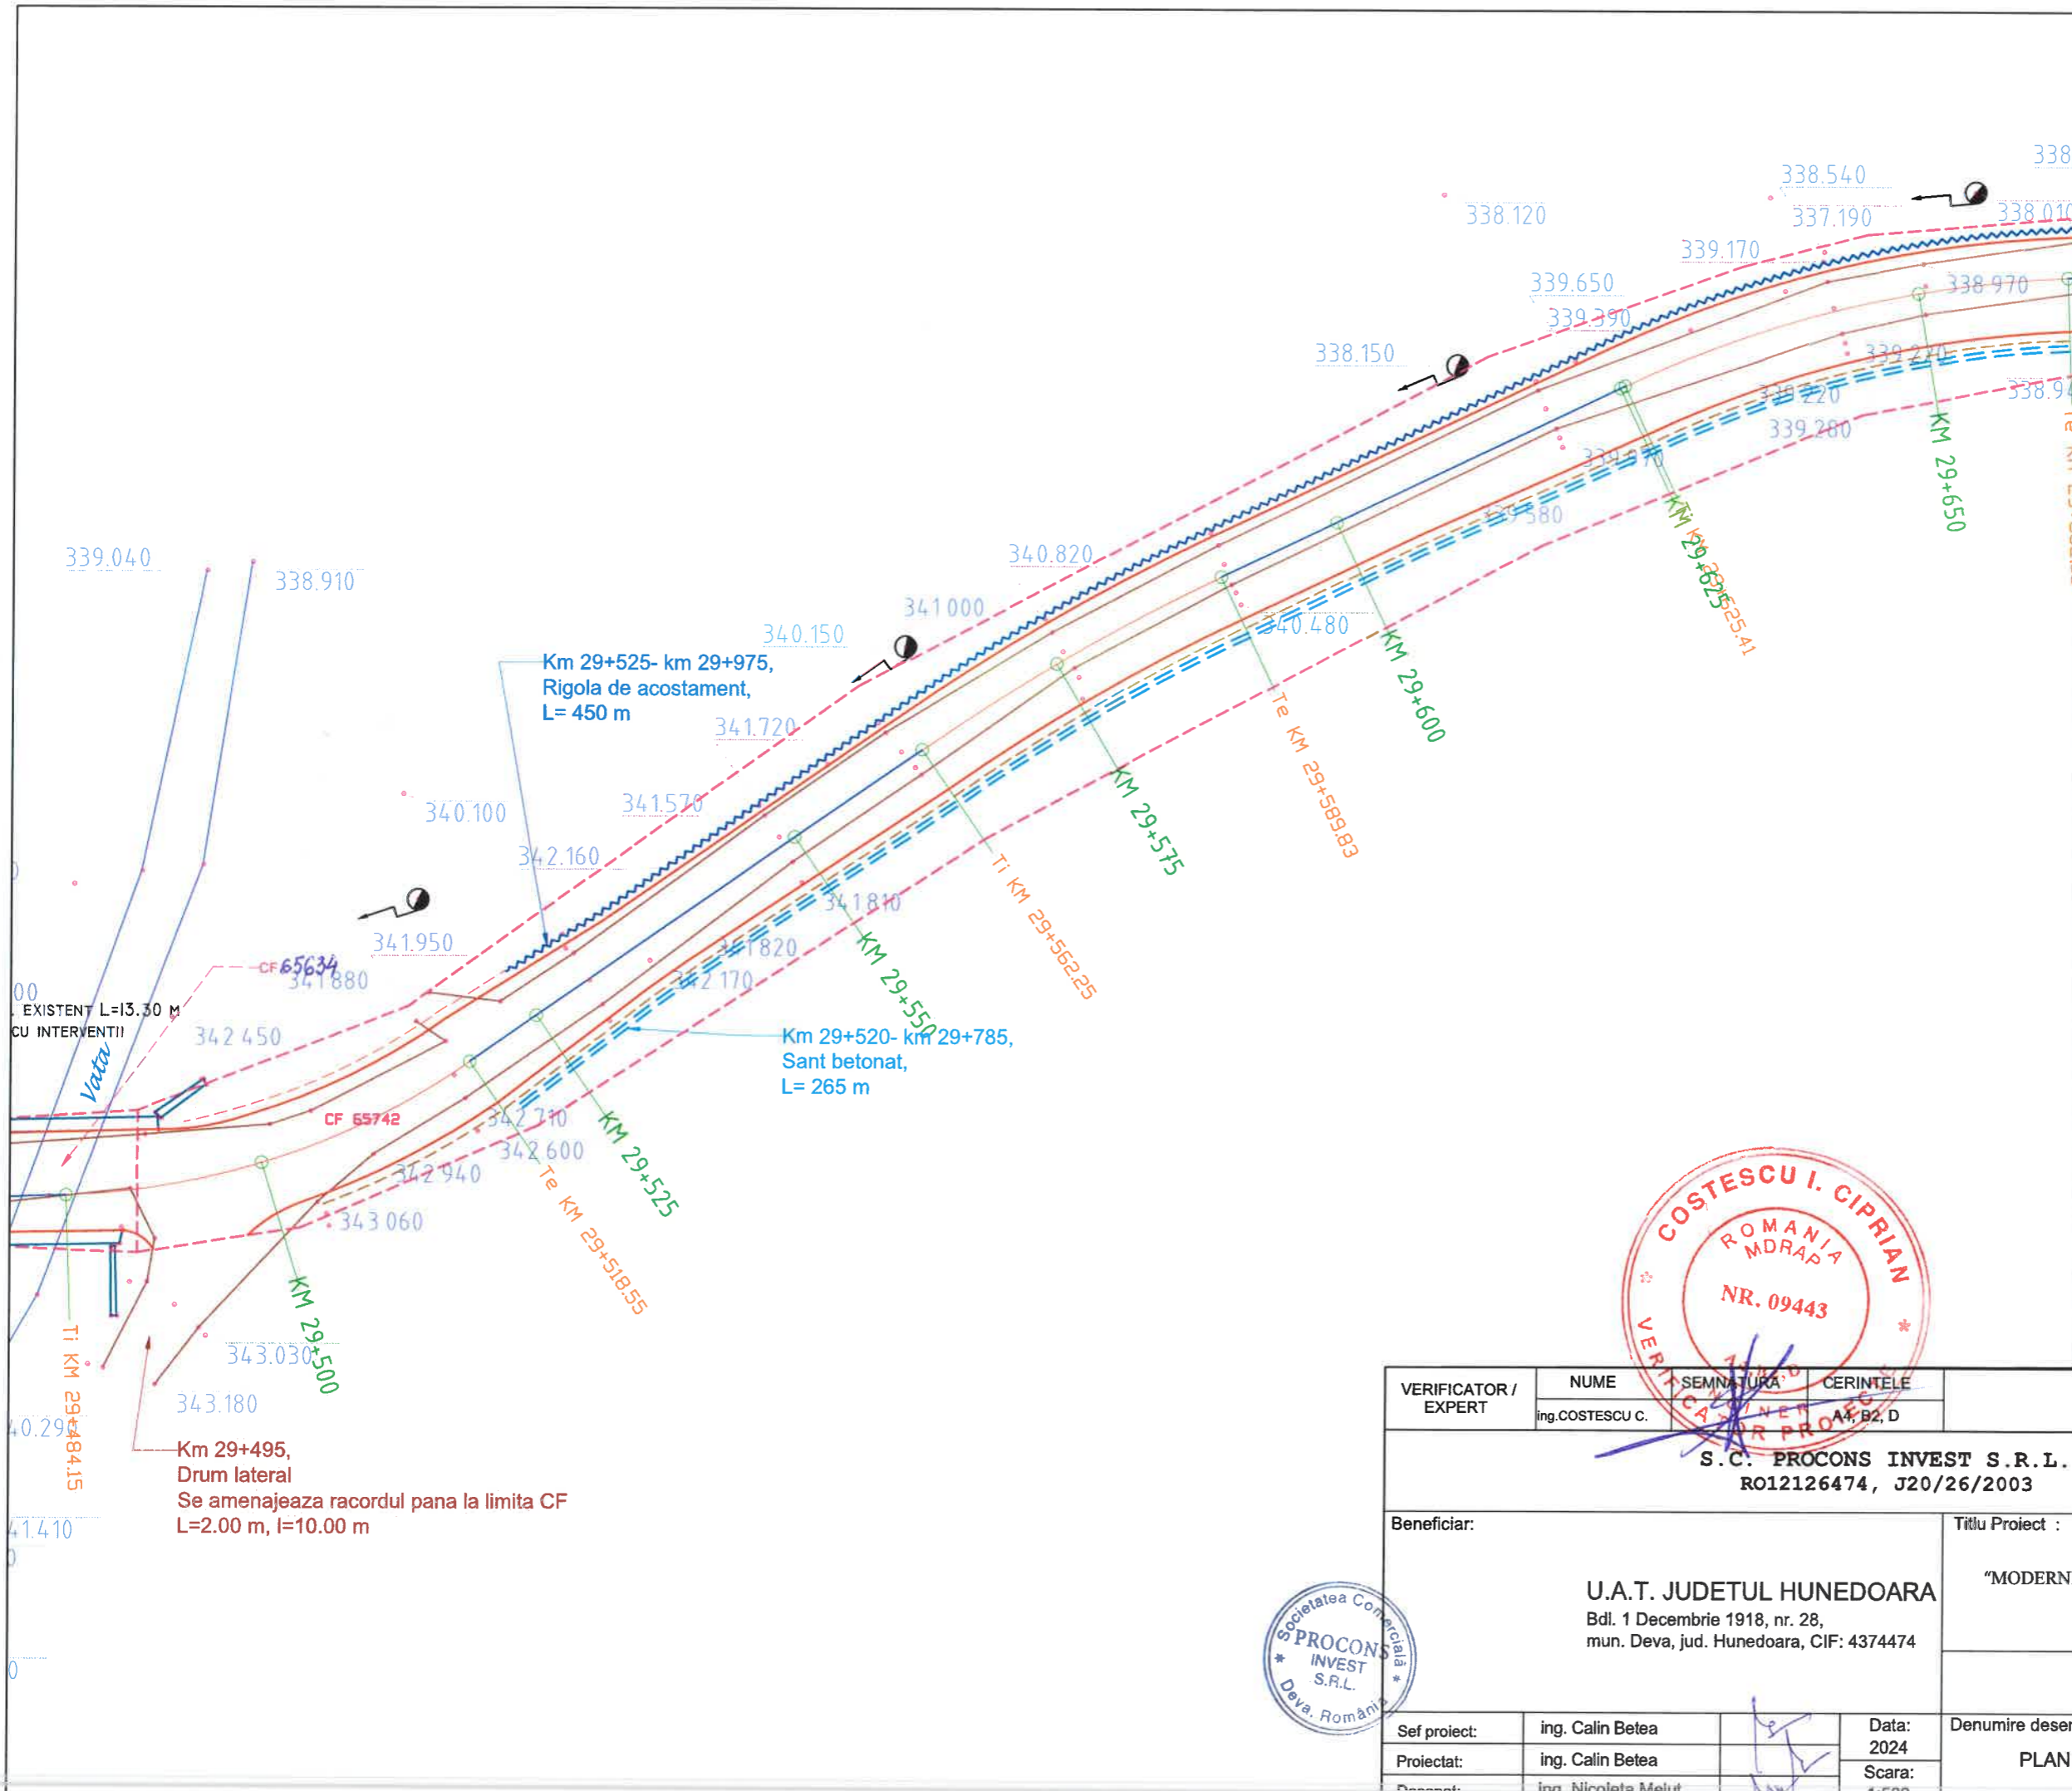 338.540
338.120
337.190
338.010
339.170
339.650
338.970
339.390
338.150
339.220
339.220
339.280
KM 29+650
339.580
KM 29+625
340.820
339.040
338.910
341 000
340.150
340.480
KM 29+600
Km 29+525- km 29+975,
Rigola de acostament,
L= 450 m
341.720
Te KM 29+589.83
KM 29+575
341.570
340.100
342.160
Ti KM 29+562.25
341.810
341.950
341 820
KM 29+550
CF 65634
341 880
342 170
EXISTENT L=13.30 M
CU INTERVENTII
Vata
342 450
Km 29+520- km 29+785,
Sant betonat,
L= 265 m
CF 65742
342.710
342 600
KM 29+525
342 940
343 060
Te KM 29+518.55
KM 29+500
343.030
343.180
Ti KM 29+484.15
Km 29+495,
Drum lateral
Se amenajeaza racordul pana la limita CF
L=2.00 m, l=10.00 m
COSTESCU I. CIPRIAN
ROMANIA
MDRAP
NR. 09443
VERIFICATOR PROIECTE
VERIFICATOR /
EXPERT
NUME
SEMNATURA
CERINTELE
ing.COSTESCU C.
A4, B2, D
S.C. PROCONS INVEST S.R.L.
RO12126474, J20/26/2003
Beneficiar:
Titlu Proiect :
"MODERN
U.A.T. JUDETUL HUNEDOARA
Bdl. 1 Decembrie 1918, nr. 28,
mun. Deva, jud. Hunedoara, CIF: 4374474
Societatea Comercială
PROCONS
INVEST
S.R.L.
Deva, România
Sef proiect:
ing. Calin Betea
Data:
2024
Denumire
Proiectat:
ing. Calin Betea
Scara:
PLAN